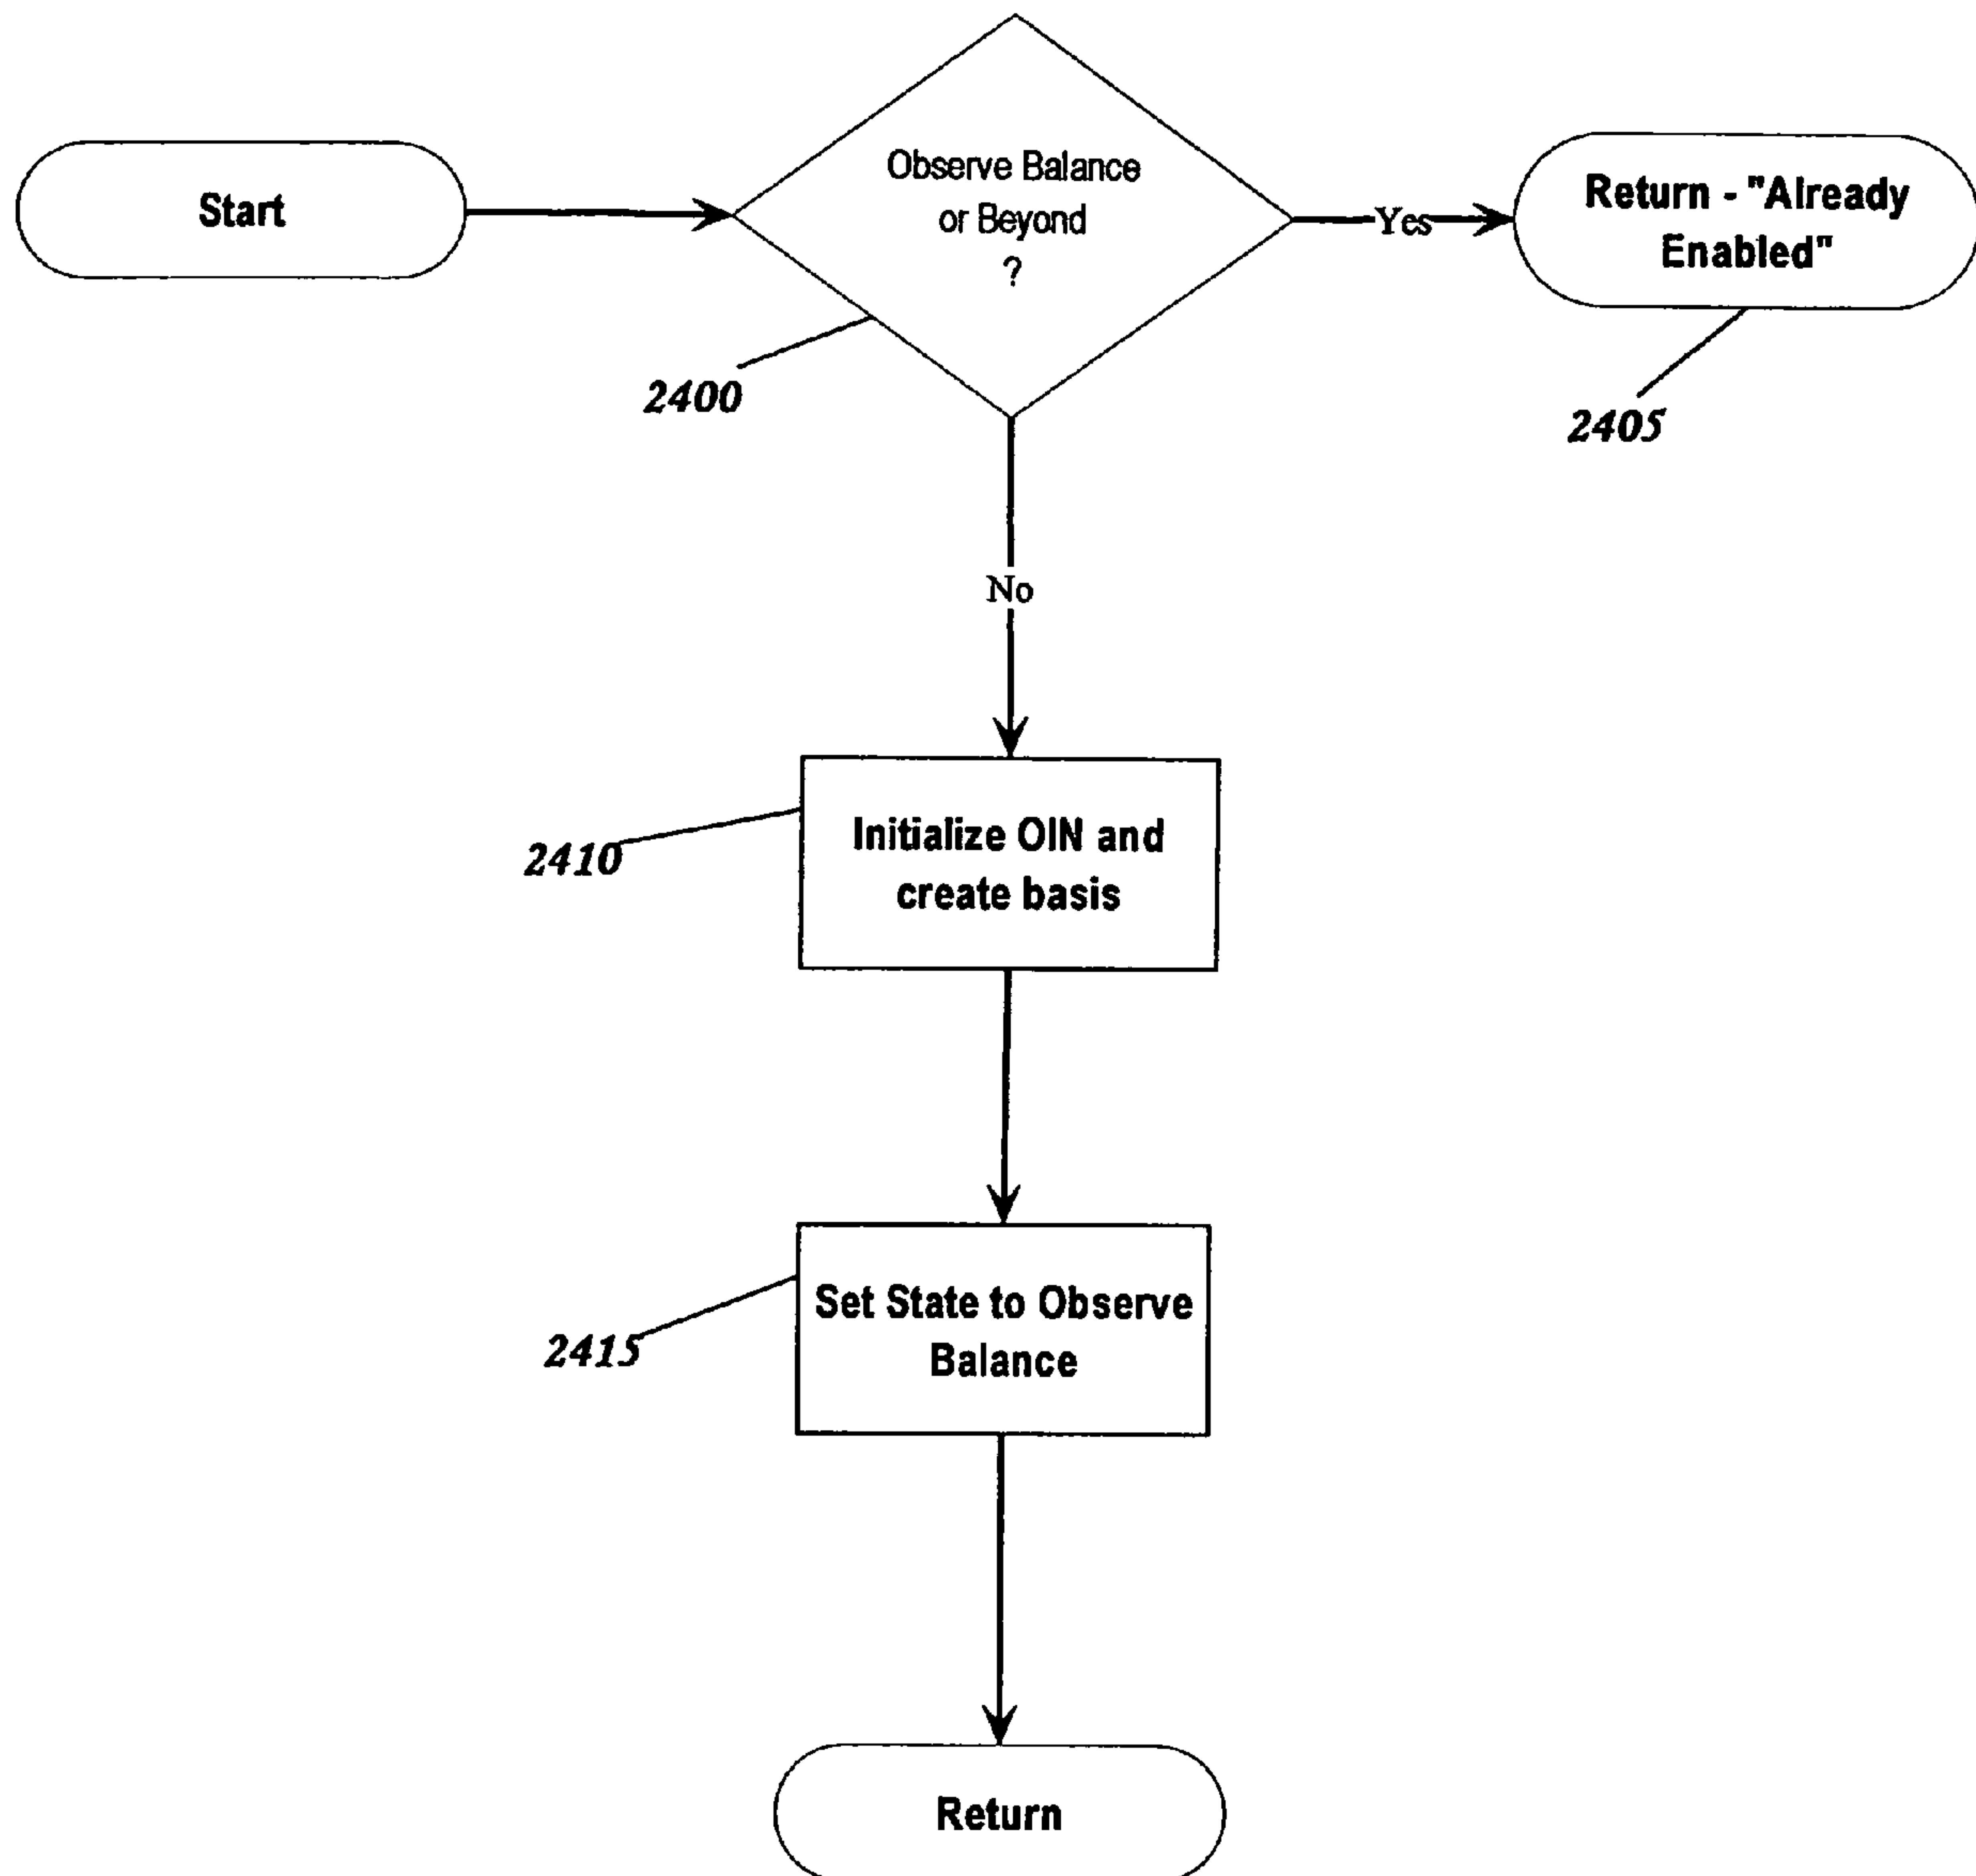 Start
Observe Balance
or Beyond
?
Yes
Return - "Already
Enabled"
2400
2405
No
Initialize OIN and
create basis
2410
Set State to Observe
Balance
2415
Return